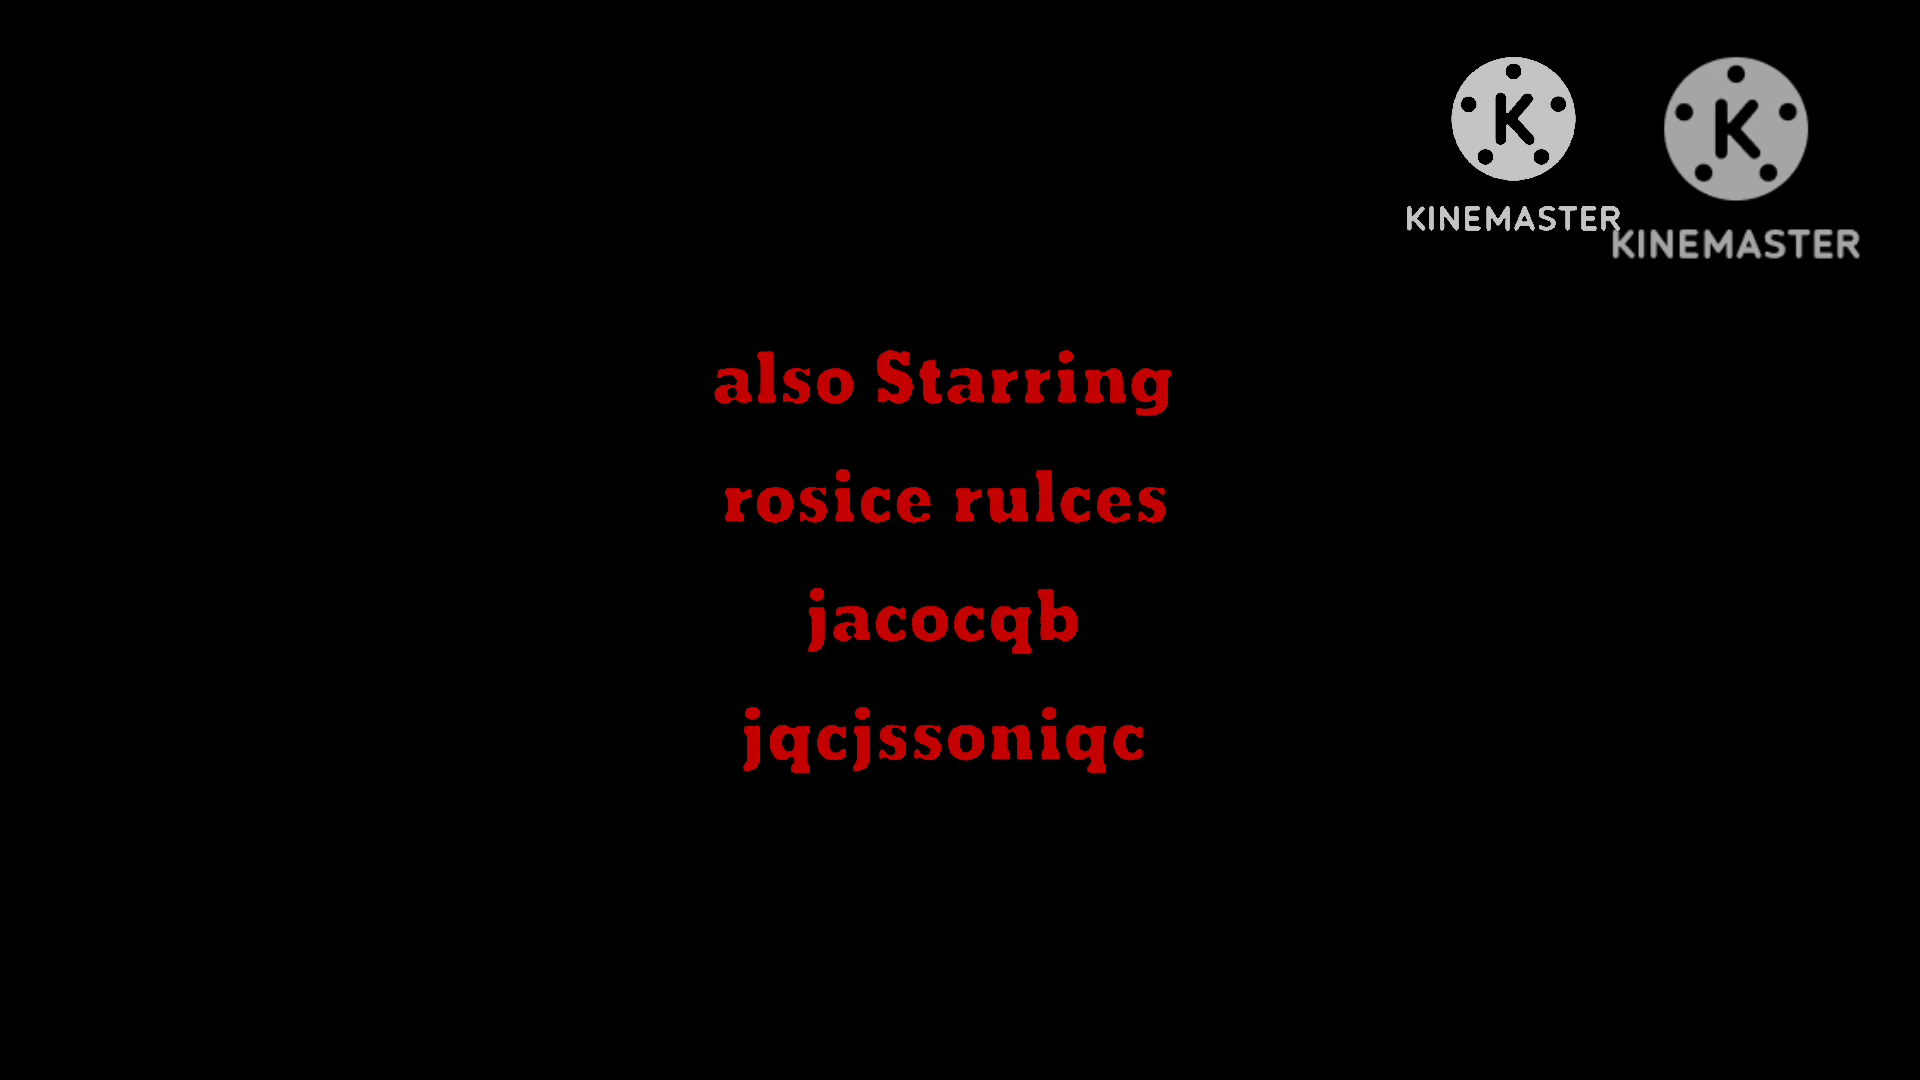 K
KINEMASTER
K
KINEMASTER
also Starring
rosice rulces
jacocqb
jqcjssoniqc